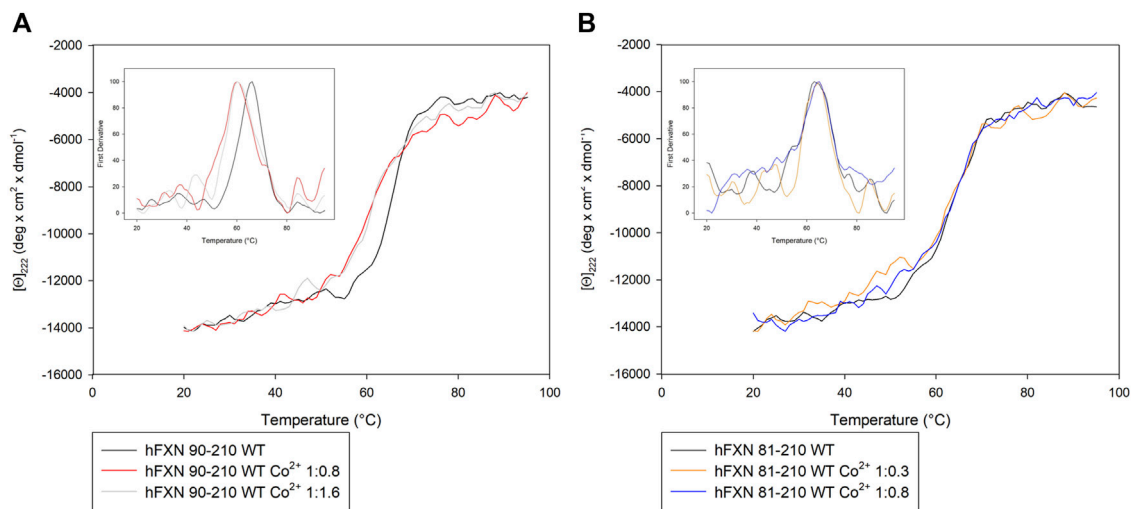 A
-2000
-4000
-6000
-8000
-10000
-12000
-14000
-16000
[Θ]₂₂₂ (deg x cm² x dmol⁻¹)
0 20 40 60 80 100
Temperature (°C)
100
80
60
40
20
0
First Derivative
20 40 60 80
Temperature (°C)
hFXN 90-210 WT
hFXN 90-210 WT Co²⁺ 1:0.8
hFXN 90-210 WT Co²⁺ 1:1.6
B
-2000
-4000
-6000
-8000
-10000
-12000
-14000
-16000
[Θ]₂₂₂ (deg x cm² x dmol⁻¹)
0 20 40 60 80 100
Temperature (°C)
100
80
60
40
20
0
First Derivative
20 40 60 80
Temperature (°C)
hFXN 81-210 WT
hFXN 81-210 WT Co²⁺ 1:0.3
hFXN 81-210 WT Co²⁺ 1:0.8